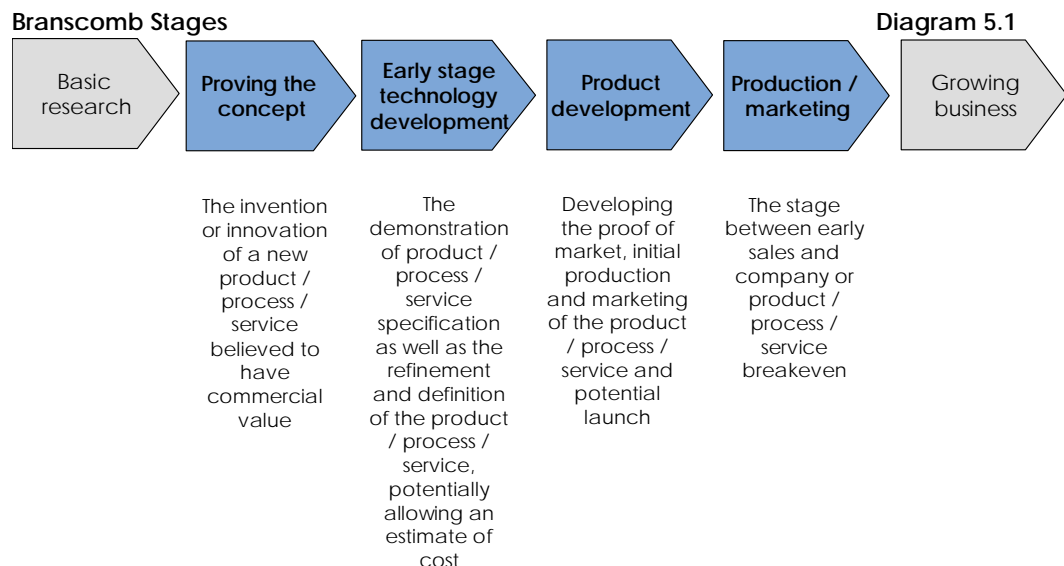 Branscomb Stages
Diagram 5.1
Basic
research
Proving the
concept
Early stage
technology
development
Product
development
Production /
marketing
Growing
business
The invention
or innovation
of a new
product /
process /
service
believed to
have
commercial
value
The
demonstration
of product /
process /
service
specification
as well as the
refinement
and definition
of the product
/ process /
service,
potentially
allowing an
estimate of
cost
Developing
the proof of
market, initial
production
and marketing
of the product
/ process /
service and
potential
launch
The stage
between early
sales and
company or
product /
process /
service
breakeven